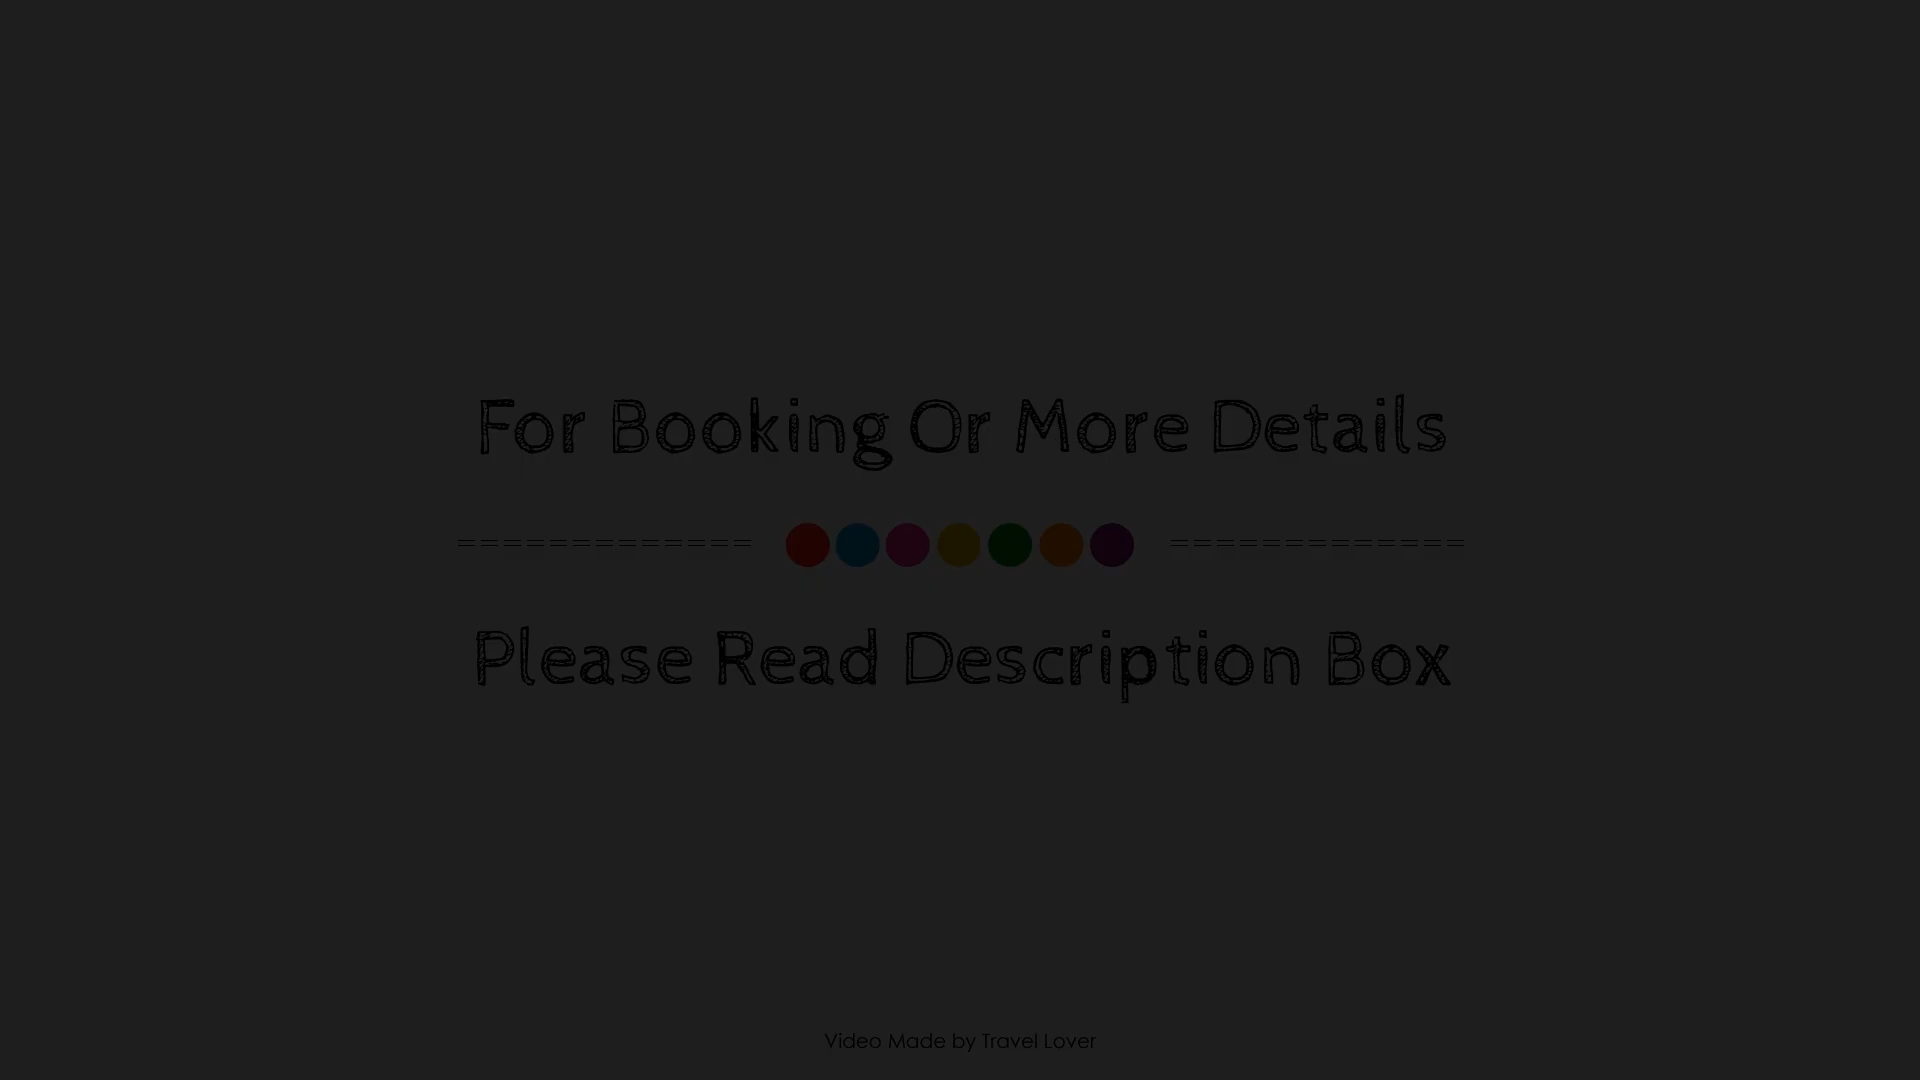 For Booking Or More Details
============= =============
Please Read Description Box
Video Made by Travel Lover